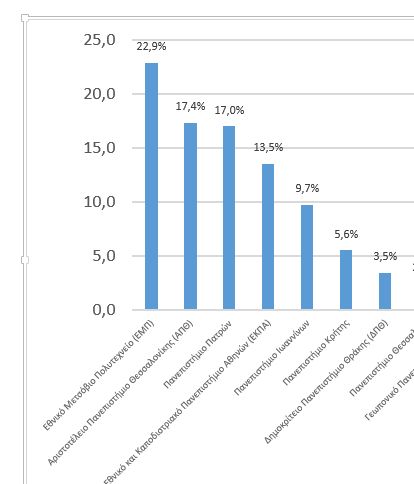 25,0
20,0
15,0
10,0
5,0
0,0
22,9%
17,4%
17,0%
13,5%
9,7%
5,6%
3,5%
Εθνικό Μετσόβιο Πολυτεχνείο (ΕΜΠ)
Αριστοτέλειο Πανεπιστήμιο Θεσσαλονίκης (ΑΠΘ)
Πανεπιστήμιο Πατρών
Εθνικό και Καποδιστριακό Πανεπιστήμιο Αθηνών (ΕΚΠΑ)
Πανεπιστήμιο Ιωαννίνων
Πανεπιστήμιο Κρήτης
Δημοκρίτειο Πανεπιστήμιο Θράκης (ΔΠΘ)
Πανεπιστήμιο
Γεωπονικό